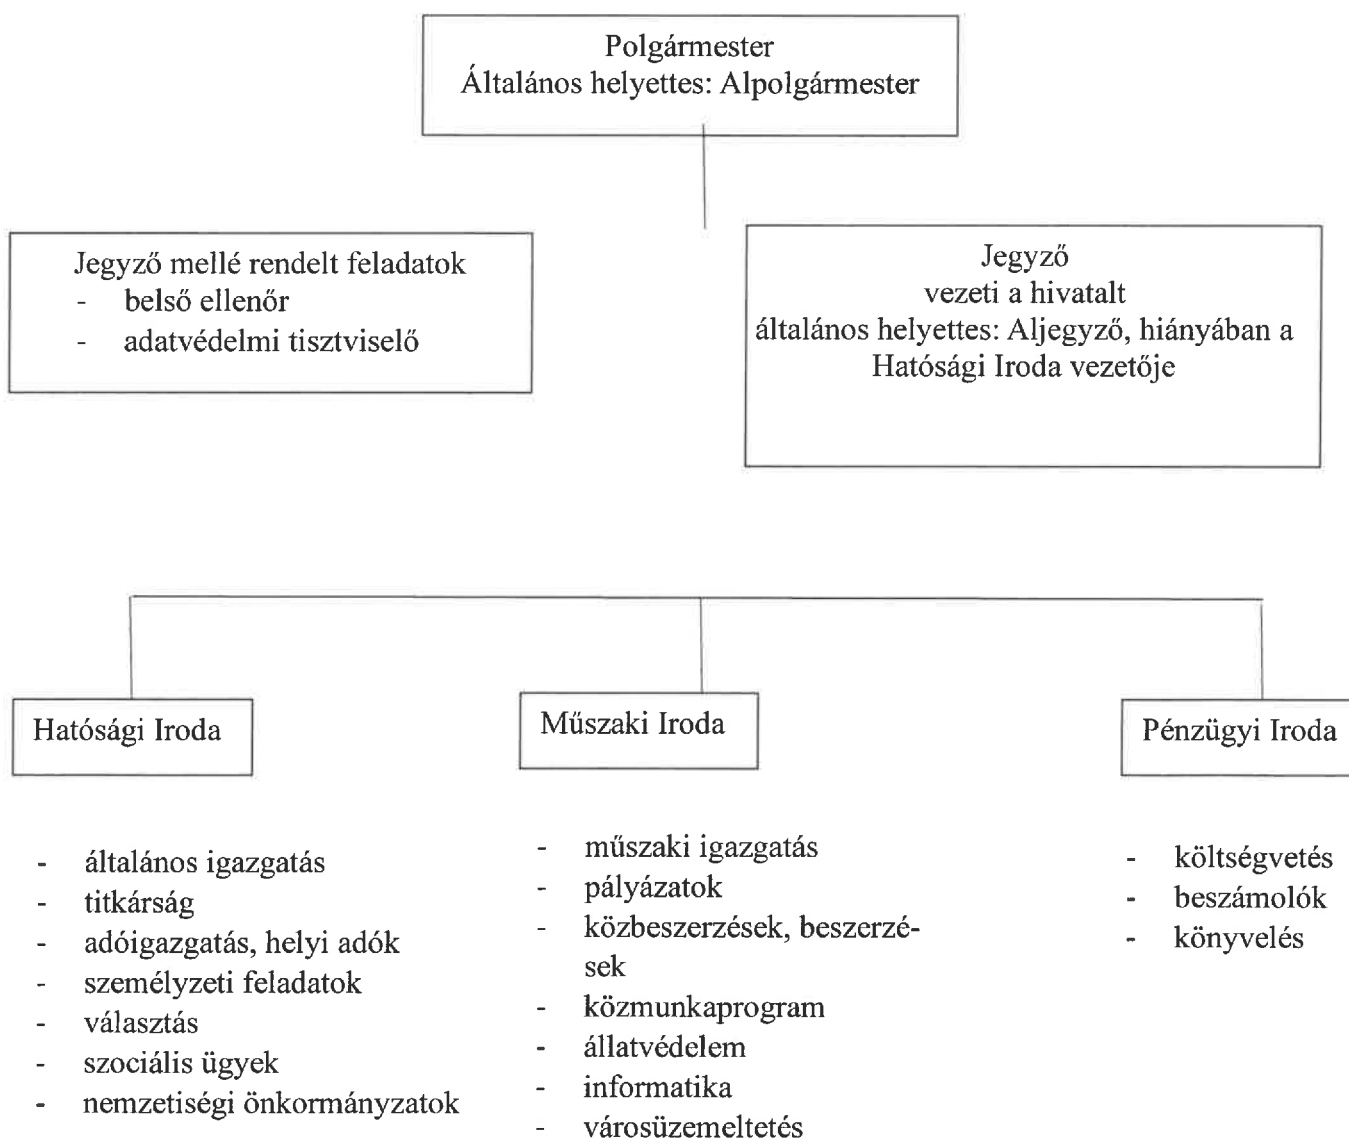 Polgármester
Általános helyettes: Alpolgármester
Jegyző mellé rendelt feladatok
- belső ellenőr
- adatvédelmi tisztviselő
Jegyző
vezeti a hivatalt
általános helyettes: Aljegyző, hiányában a
Hatósági Iroda vezetője
Hatósági Iroda
- általános igazgatás
- titkárság
- adóigazgatás, helyi adók
- személyzeti feladatok
- választás
- szociális ügyek
- nemzetiségi önkormányzatok
Műszaki Iroda
- műszaki igazgatás
- pályázatok
- közbeszerzések, beszerzé-
sek
- közmunkaprogram
- állatvédelem
- informatika
- városüzemeltetés
Pénzügyi Iroda
- költségvetés
- beszámolók
- könyvelés